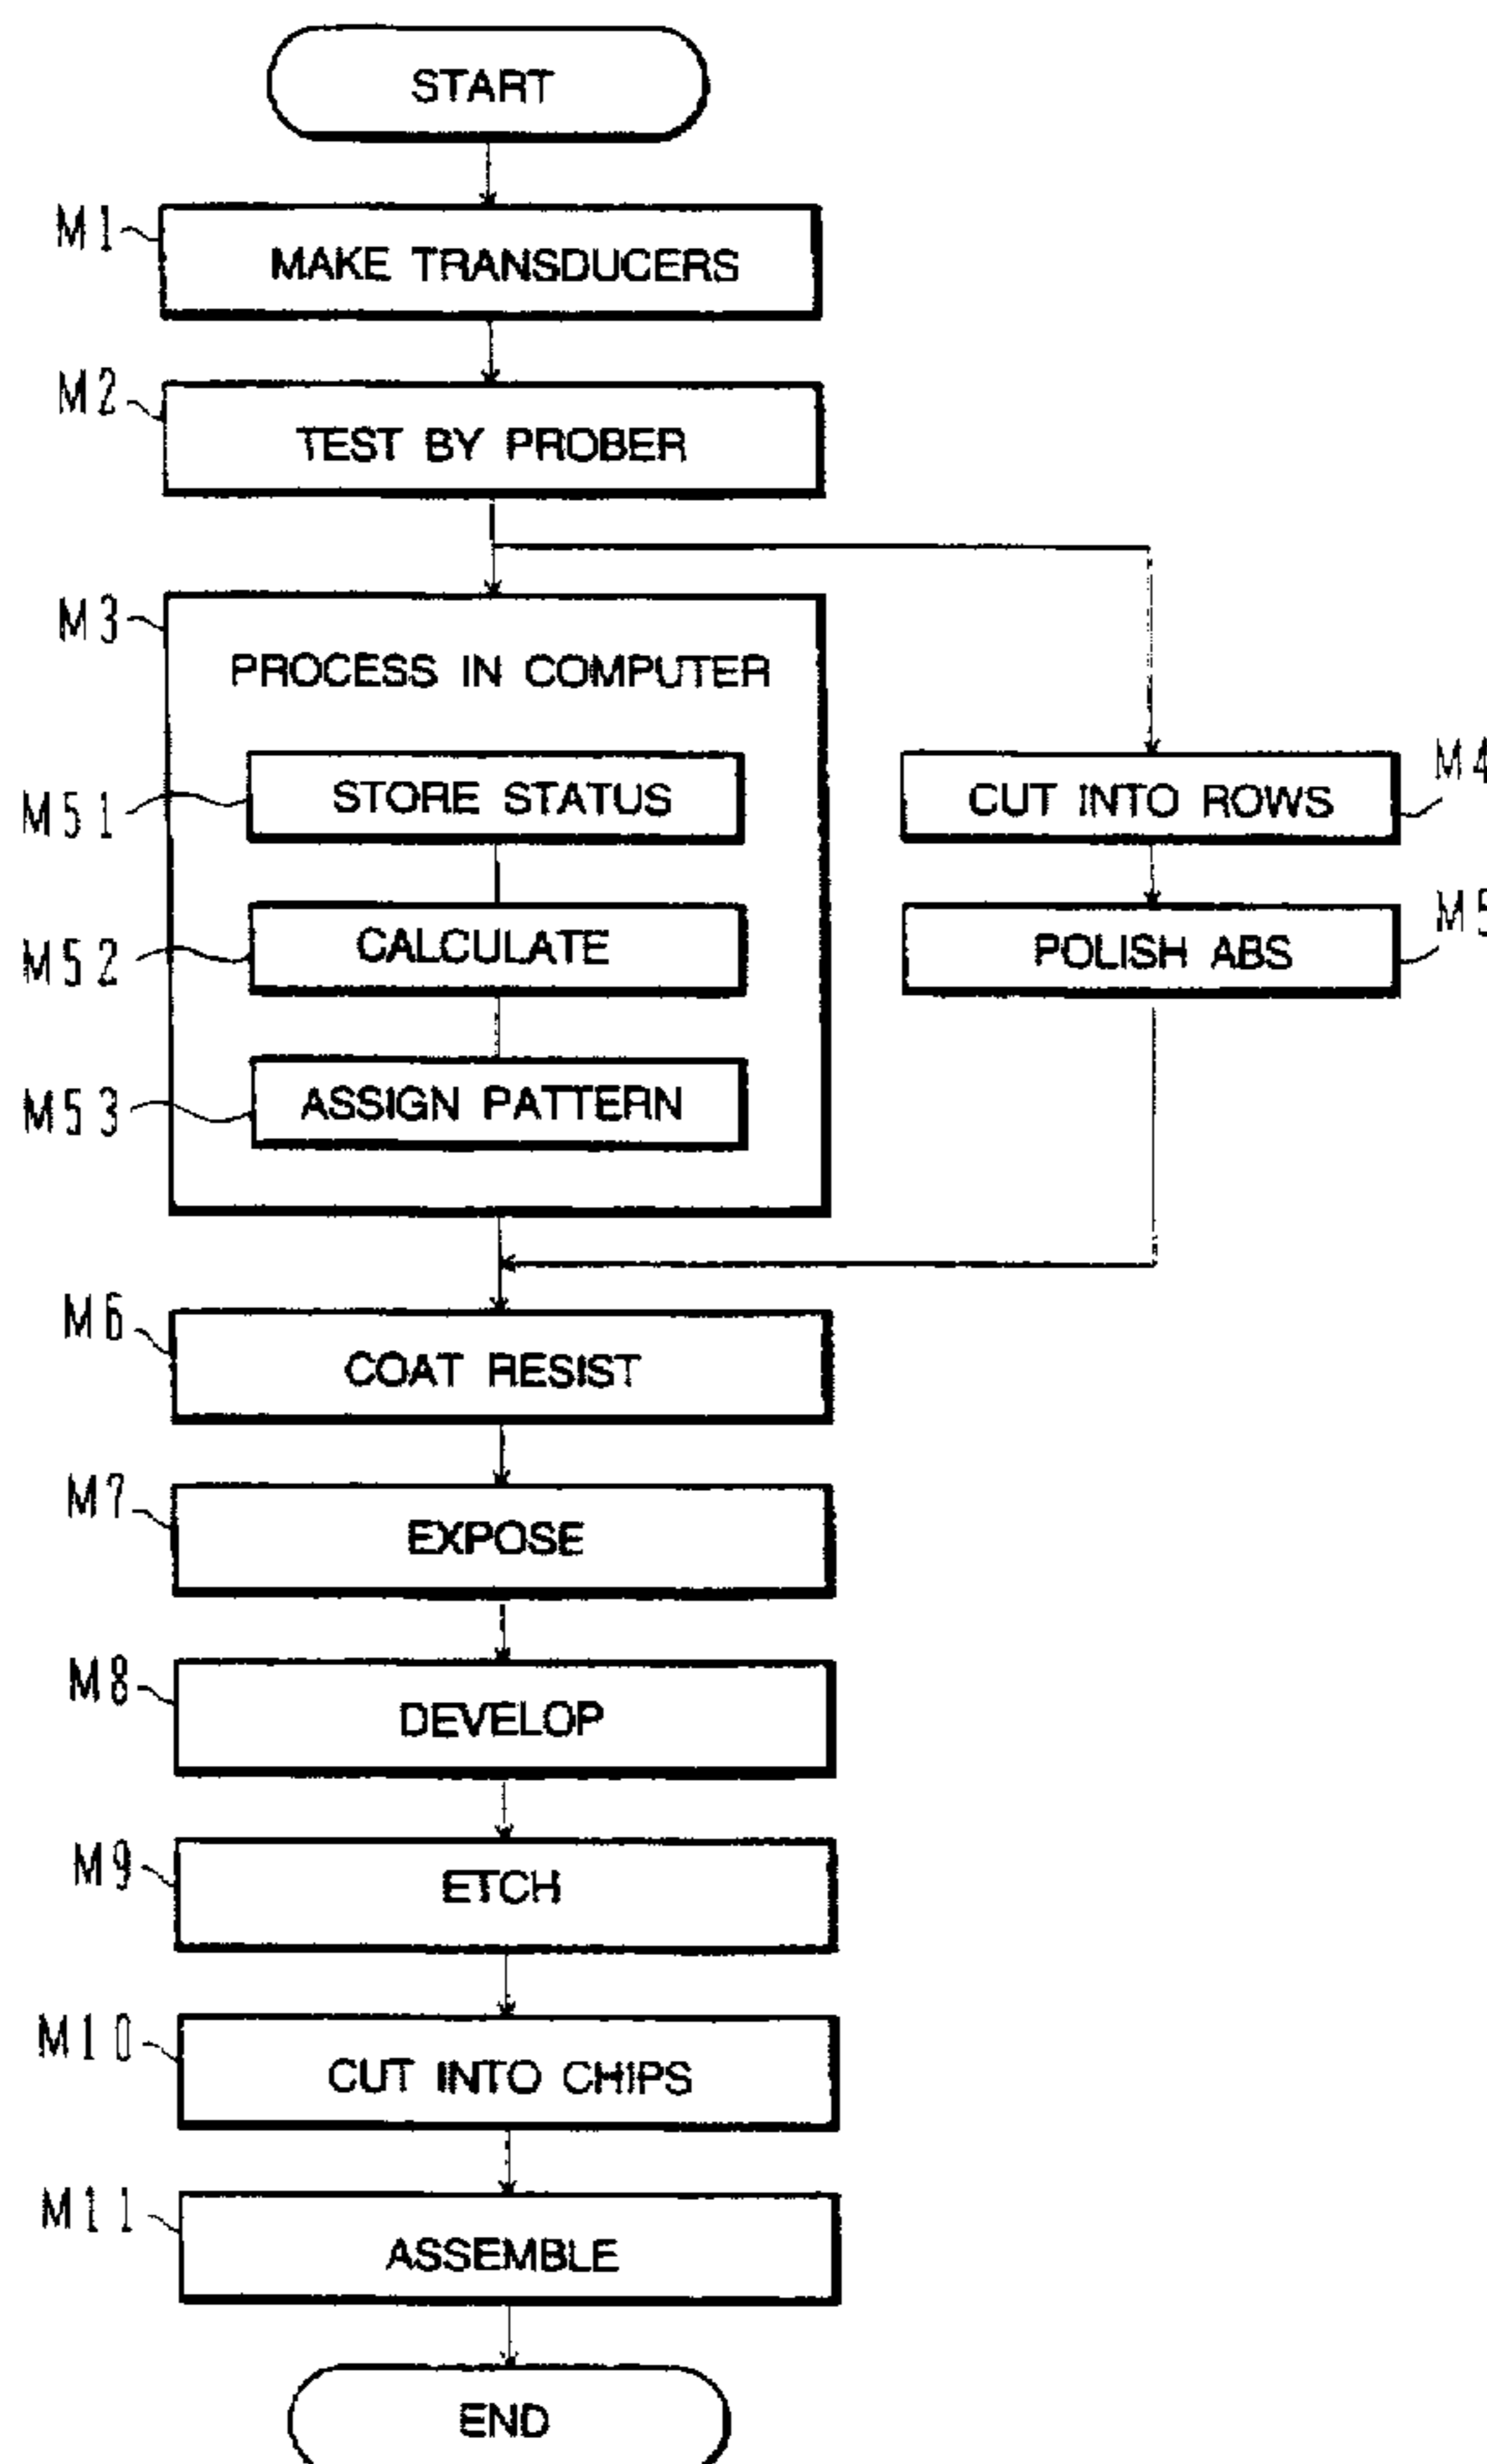 START
M1
MAKE TRANSDUCERS
M2
TEST BY PROBER
M3
PROCESS IN COMPUTER
M51
STORE STATUS
M52
CALCULATE
M53
ASSIGN PATTERN
M4
CUT INTO ROWS
M5
POLISH ABS
M6
COAT RESIST
M7
EXPOSE
M8
DEVELOP
M9
ETCH
M10
CUT INTO CHIPS
M11
ASSEMBLE
END